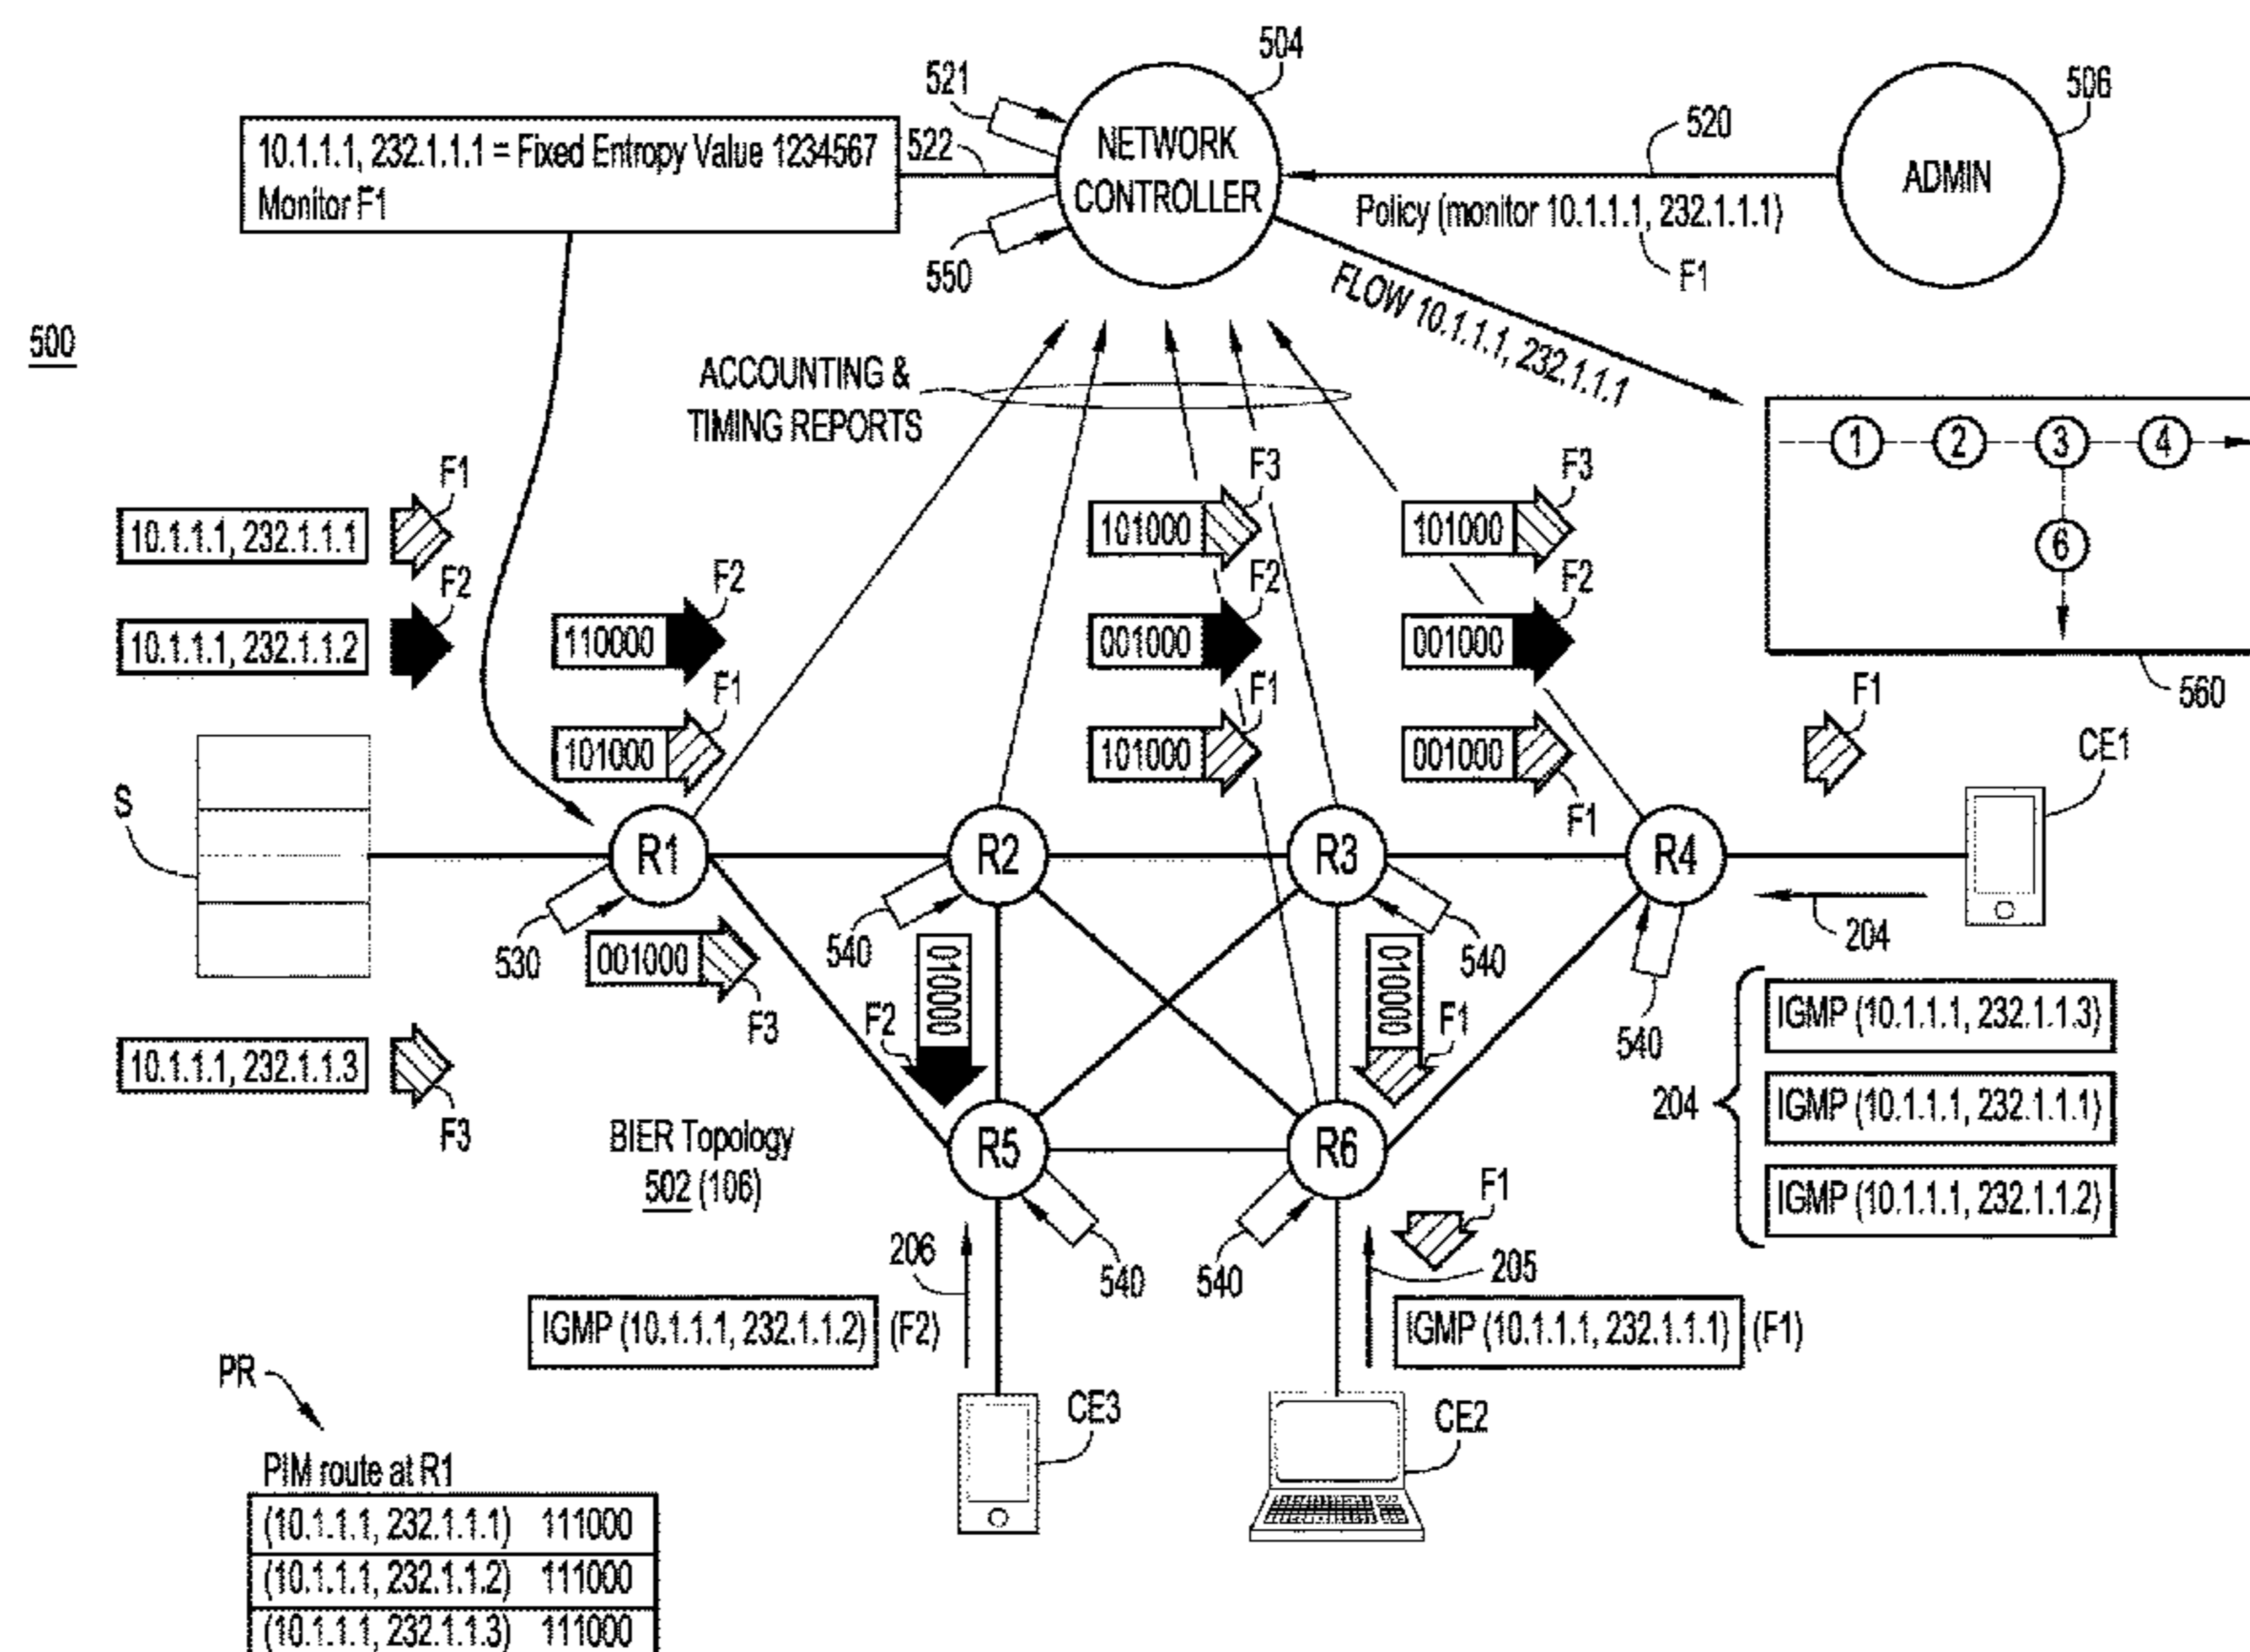 504
521
506
520
10.1.1.1, 232.1.1.1 = Fixed Entropy Value 1234567
Monitor F1
522
NETWORK
CONTROLLER
ADMIN
Policy (monitor 10.1.1.1, 232.1.1.1)
F1
550
FLOW 10.1.1.1, 232.1.1.1
500
ACCOUNTING &
TIMING REPORTS
1
2
3
4
6
560
F1
10.1.1.1, 232.1.1.1
F2
10.1.1.1, 232.1.1.2
F2
110000
F1
101000
F3
101000
F2
001000
F1
101000
F3
101000
F2
001000
F1
001000
F1
CE1
S
R1
R2
R3
R4
530
001000
F3
540
010000
F2
010000
F1
540
540
204
10.1.1.1, 232.1.1.3
F3
BIER Topology
502 (106)
R5
R6
204
IGMP (10.1.1.1, 232.1.1.3)
IGMP (10.1.1.1, 232.1.1.1)
IGMP (10.1.1.1, 232.1.1.2)
F1
206
540
540
205
IGMP (10.1.1.1, 232.1.1.2) (F2)
IGMP (10.1.1.1, 232.1.1.1) (F1)
PR
CE3
CE2
PIM route at R1
(10.1.1.1, 232.1.1.1) 111000
(10.1.1.1, 232.1.1.2) 111000
(10.1.1.1, 232.1.1.3) 111000